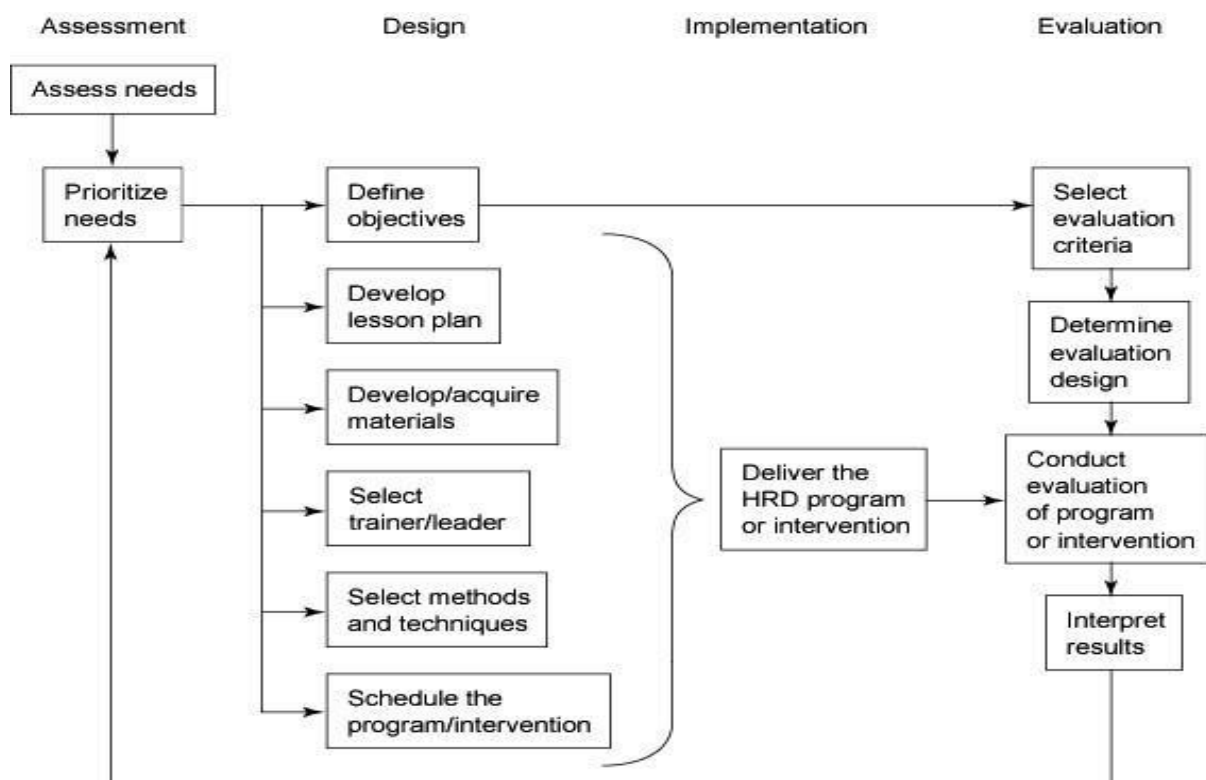 Assessment
Design
Implementation
Evaluation
Assess needs
Prioritize
needs
Define
objectives
Develop
lesson plan
Develop/acquire
materials
Select
trainer/leader
Select methods
and techniques
Schedule the
program/intervention
Deliver the
HRD program
or intervention
Select
evaluation
criteria
Determine
evaluation
design
Conduct
evaluation
of program
or intervention
Interpret
results